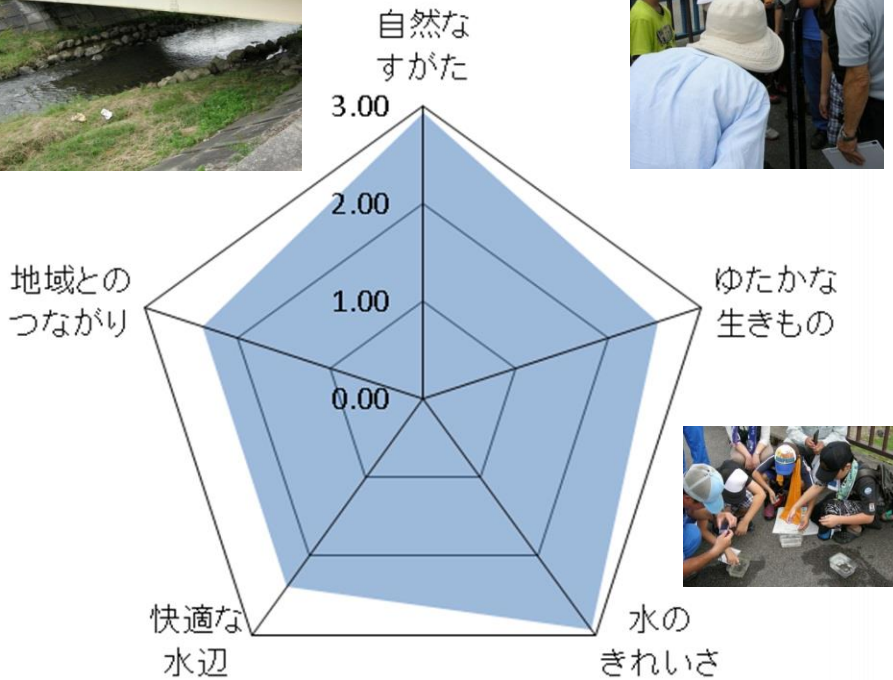 自然な
すがた
3.00
2.00
1.00
0.00
地域との
つながり
ゆたかな
生きもの
快適な
水辺
水の
きれいさ